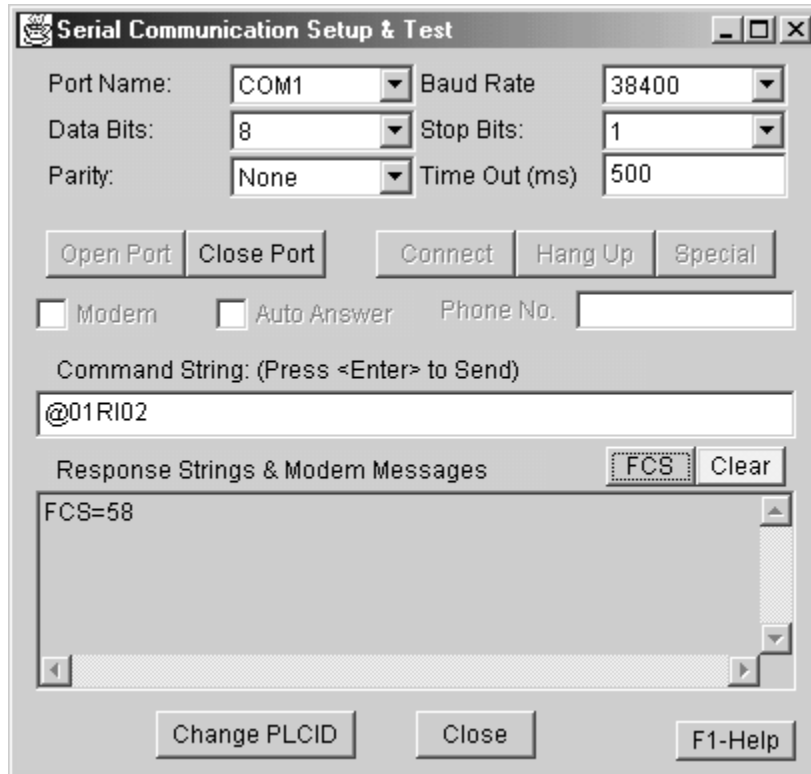 Serial Communication Setup & Test
Port Name: COM1 Baud Rate 38400
Data Bits: 8 Stop Bits: 1
Parity: None Time Out (ms) 500
Open Port Close Port Connect Hang Up Special
Modem Auto Answer Phone No.
Command String: (Press <Enter> to Send)
@01RI02
Response Strings & Modem Messages FCS Clear
FCS=58
Change PLCID Close F1-Help